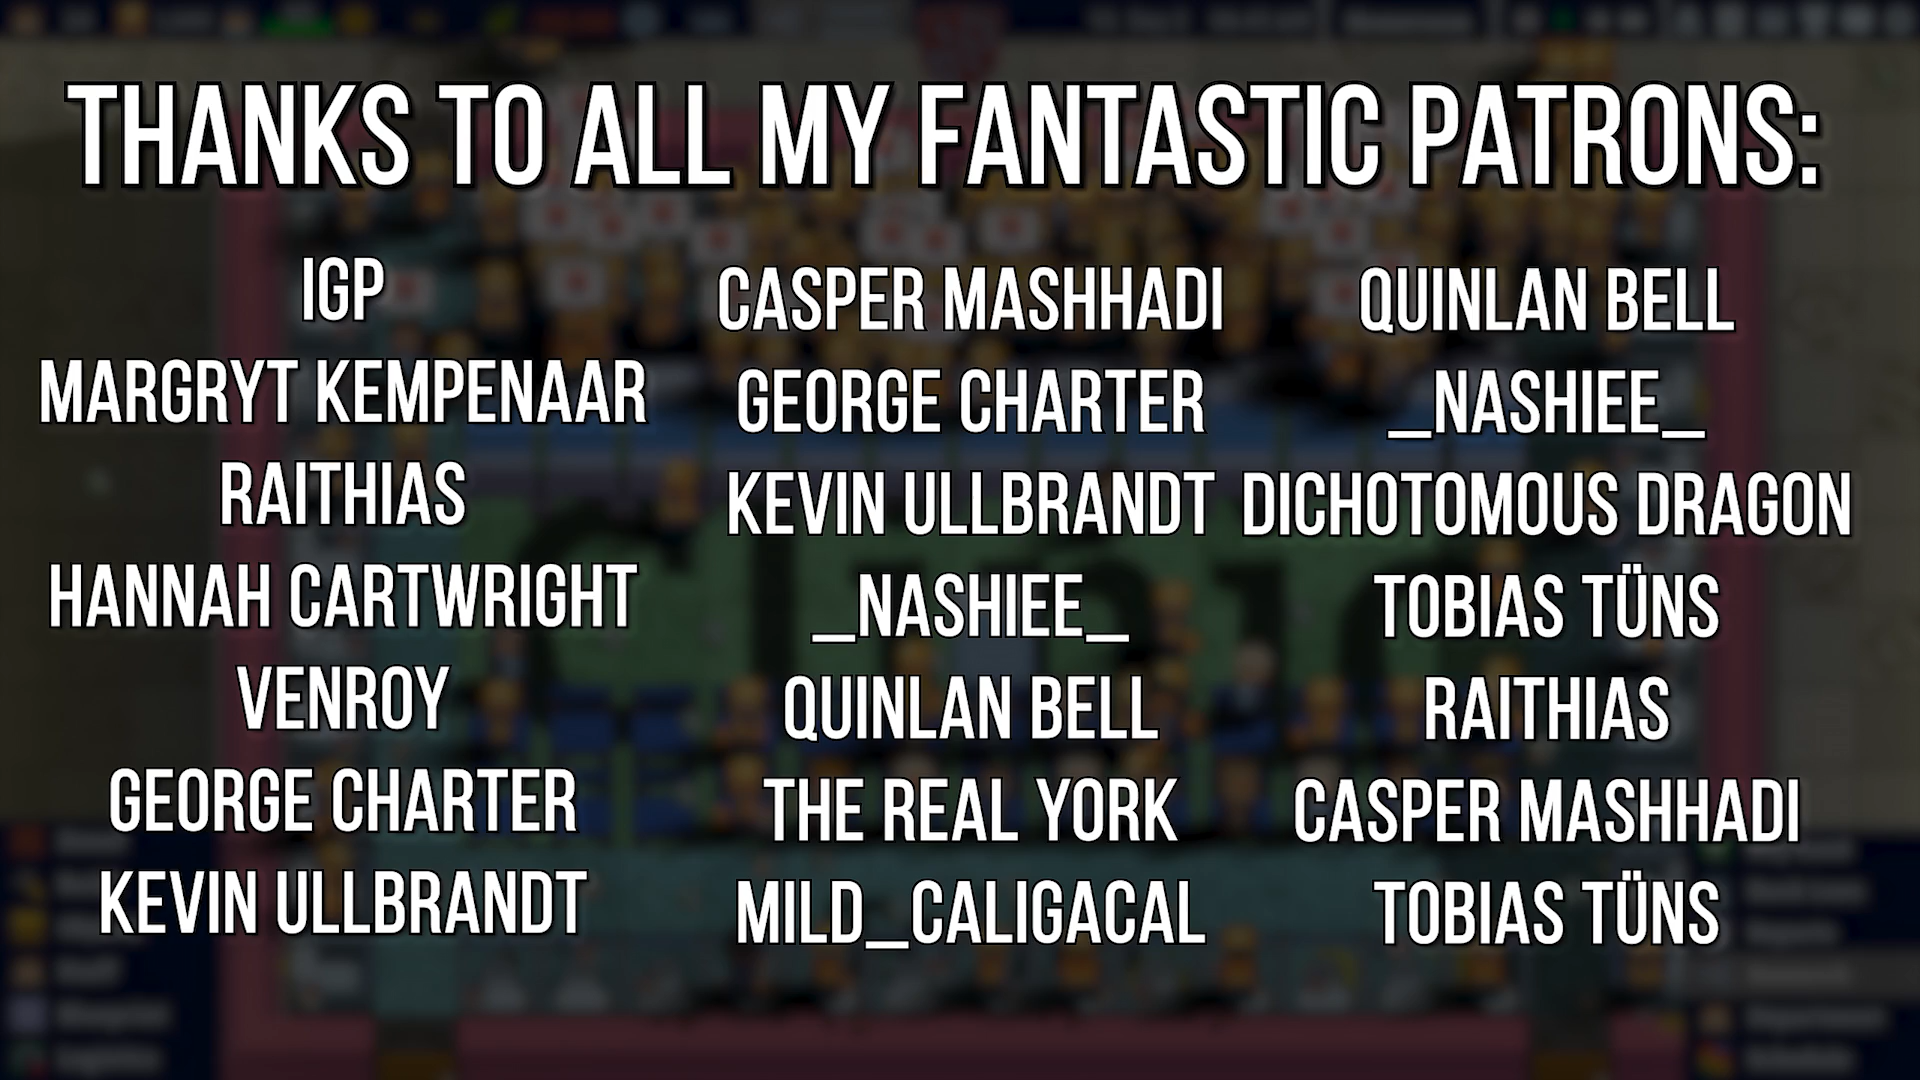 THANKS TO ALL MY FANTASTIC PATRONS:
IGP
MARGRYT KEMPENAAR
RAITHIAS
HANNAH CARTWRIGHT
VENROY
GEORGE CHARTER
KEVIN ULLBRANDT
CASPER MASHHADI
GEORGE CHARTER
KEVIN ULLBRANDT
_NASHIEE_
QUINLAN BELL
THE REAL YORK
MILD_CALIGACAL
QUINLAN BELL
_NASHIEE_
DICHOTOMOUS DRAGON
TOBIAS TÜNS
RAITHIAS
CASPER MASHHADI
TOBIAS TÜNS